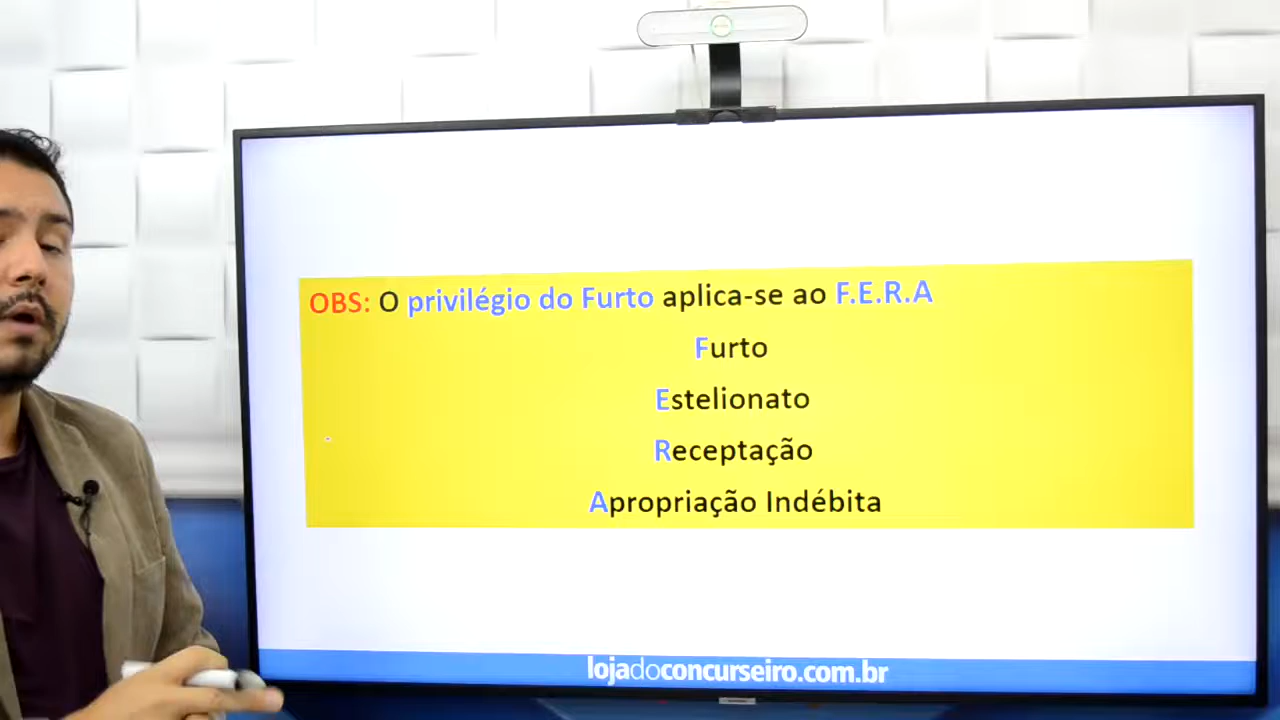 OBS: O privilégio do Furto aplica-se ao F.E.R.A
Furto
Estelionato
Receptação
Apropriação Indébita
lojadoconcurseiro.com.br